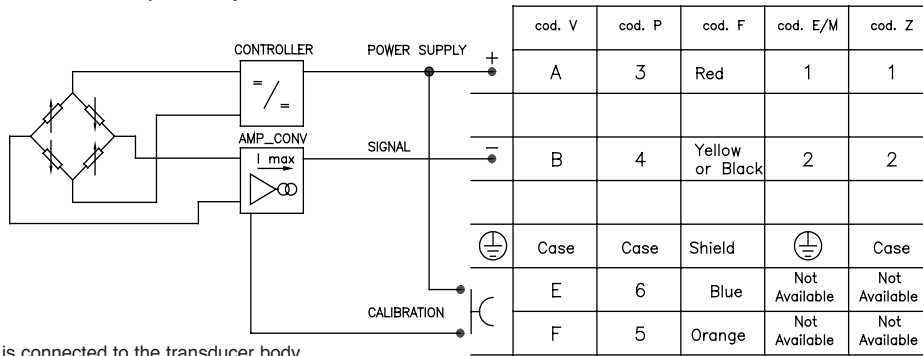 cod. V cod. P cod. F cod. E/M cod. Z
CONTROLLER POWER SUPPLY + A 3 Red 1 1
= / =
AMP_CONV SIGNAL − B 4 Yellow or Black 2 2
I max
Case Case Shield Case
E 6 Blue Not Available Not Available
CALIBRATION
F 5 Orange Not Available Not Available
is connected to the transducer body